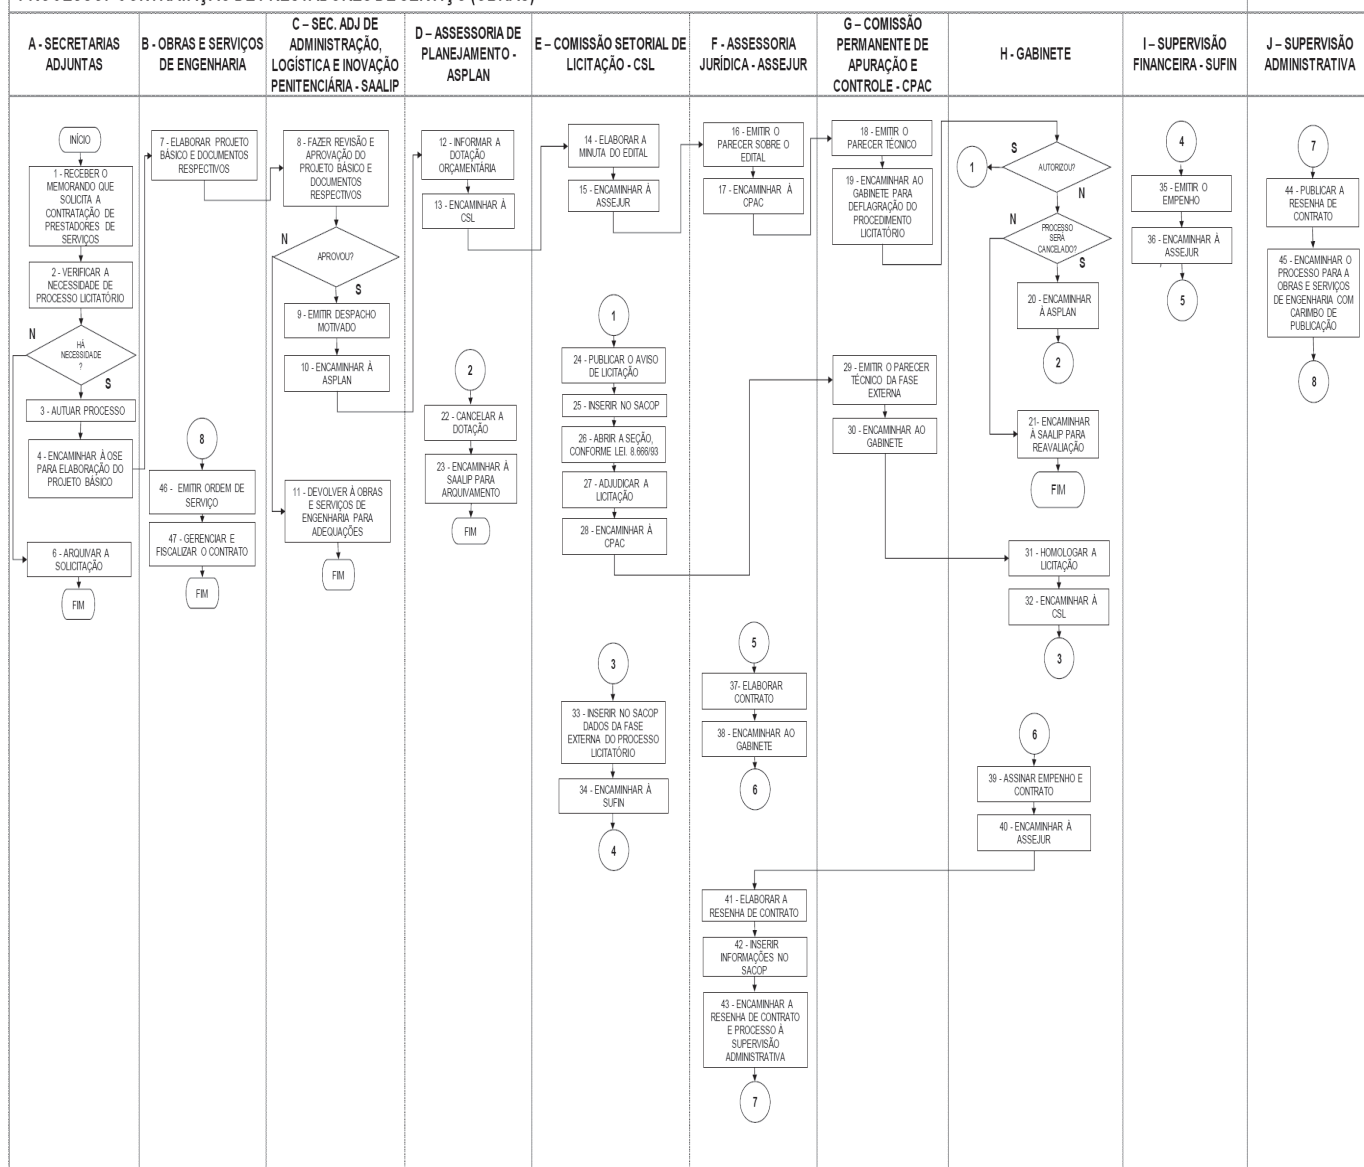 A - SECRETARIAS
ADJUNTAS
B - OBRAS E SERVIÇOS
DE ENGENHARIA
C – SEC. ADJ DE
ADMINISTRAÇÃO,
LOGÍSTICA E INOVAÇÃO
PENITENCIÁRIA - SAALIP
D – ASSESSORIA DE
PLANEJAMENTO -
ASPLAN
E – COMISSÃO SETORIAL DE
LICITAÇÃO - CSL
F - ASSESSORIA
JURÍDICA - ASSEJUR
G – COMISSÃO
PERMANENTE DE
APURAÇÃO E
CONTROLE - CPAC
H - GABINETE
I – SUPERVISÃO
FINANCEIRA - SUFIN
J – SUPERVISÃO
ADMINISTRATIVA
INÍCIO
1 - RECEBER O
MEMORANDO QUE
SOLICITA A
CONTRATAÇÃO DE
PRESTADORES DE
SERVIÇOS
2 - VERIFICAR A
NECESSIDADE DE
PROCESSO LICITATÓRIO
N
HÁ
NECESSIDADE
?
S
3 - AUTUAR PROCESSO
4 - ENCAMINHAR À OSE
PARA ELABORAÇÃO DO
PROJETO BÁSICO
6 - ARQUIVAR A
SOLICITAÇÃO
FIM
7 - ELABORAR PROJETO
BÁSICO E DOCUMENTOS
RESPECTIVOS
8
46 - EMITIR ORDEM DE
SERVIÇO
47 - GERENCIAR E
FISCALIZAR O CONTRATO
FIM
8 - FAZER REVISÃO E
APROVAÇÃO DO
PROJETO BÁSICO E
DOCUMENTOS
RESPECTIVOS
N
APROVOU?
S
9 - EMITIR DESPACHO
MOTIVADO
10 - ENCAMINHAR À
ASPLAN
11 - DEVOLVER À OBRAS
E SERVIÇOS DE
ENGENHARIA PARA
ADEQUAÇÕES
FIM
12 - INFORMAR A
DOTAÇÃO
ORÇAMENTÁRIA
13 - ENCAMINHAR À
CSL
2
22 - CANCELAR A
DOTAÇÃO
23 - ENCAMINHAR À
SAALIP PARA
ARQUIVAMENTO
FIM
14 - ELABORAR A
MINUTA DO EDITAL
15 - ENCAMINHAR À
ASSEJUR
1
24 - PUBLICAR O AVISO
DE LICITAÇÃO
25 - INSERIR NO SACOP
26 - ABRIR A SEÇÃO,
CONFORME LEI. 8.666/93
27 - ADJUDICAR A
LICITAÇÃO
28 - ENCAMINHAR À
CPAC
3
33 – INSERIR NO SACOP
DADOS DA FASE
EXTERNA DO PROCESSO
LICITATÓRIO
34 - ENCAMINHAR À
SUFIN
4
16 - EMITIR O
PARECER SOBRE O
EDITAL
17 - ENCAMINHAR À
CPAC
5
37- ELABORAR
CONTRATO
38 – ENCAMINHAR AO
GABINETE
6
41 – ELABORAR A
RESENHA DE CONTRATO
42 - INSERIR
INFORMAÇÕES NO
SACOP
43 - ENCAMINHAR A
RESENHA DE CONTRATO
E PROCESSO À
SUPERVISÃO
ADMINISTRATIVA
7
18 - EMITIR O
PARECER TÉCNICO
19 - ENCAMINHAR AO
GABINETE PARA
DEFLAGRAÇÃO DO
PROCEDIMENTO
LICITATÓRIO
29 – EMITIR O PARECER
TÉCNICO DA FASE
EXTERNA
30 - ENCAMINHAR AO
GABINETE
S
1
AUTORIZOU?
N
N
PROCESSO
SERÁ
CANCELADO?
S
20 - ENCAMINHAR
À ASPLAN
2
21- ENCAMINHAR
À SAALIP PARA
REAVALIAÇÃO
FIM
31 - HOMOLOGAR A
LICITAÇÃO
32 - ENCAMINHAR À
CSL
3
6
39 – ASSINAR EMPENHO E
CONTRATO
40 - ENCAMINHAR À
ASSEJUR
4
35 – EMITIR O
EMPENHO
36 – ENCAMINHAR À
ASSEJUR
5
7
44 – PUBLICAR A
RESENHA DE
CONTRATO
45 – ENCAMINHAR O
PROCESSO PARA A
OBRAS E SERVIÇOS
DE ENGENHARIA COM
CARIMBO DE
PUBLICAÇÃO
8